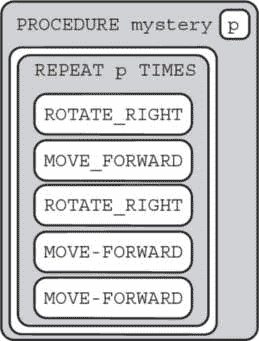 PROCEDURE mystery p
REPEAT p TIMES
ROTATE_RIGHT
MOVE_FORWARD
ROTATE_RIGHT
MOVE-FORWARD
MOVE-FORWARD